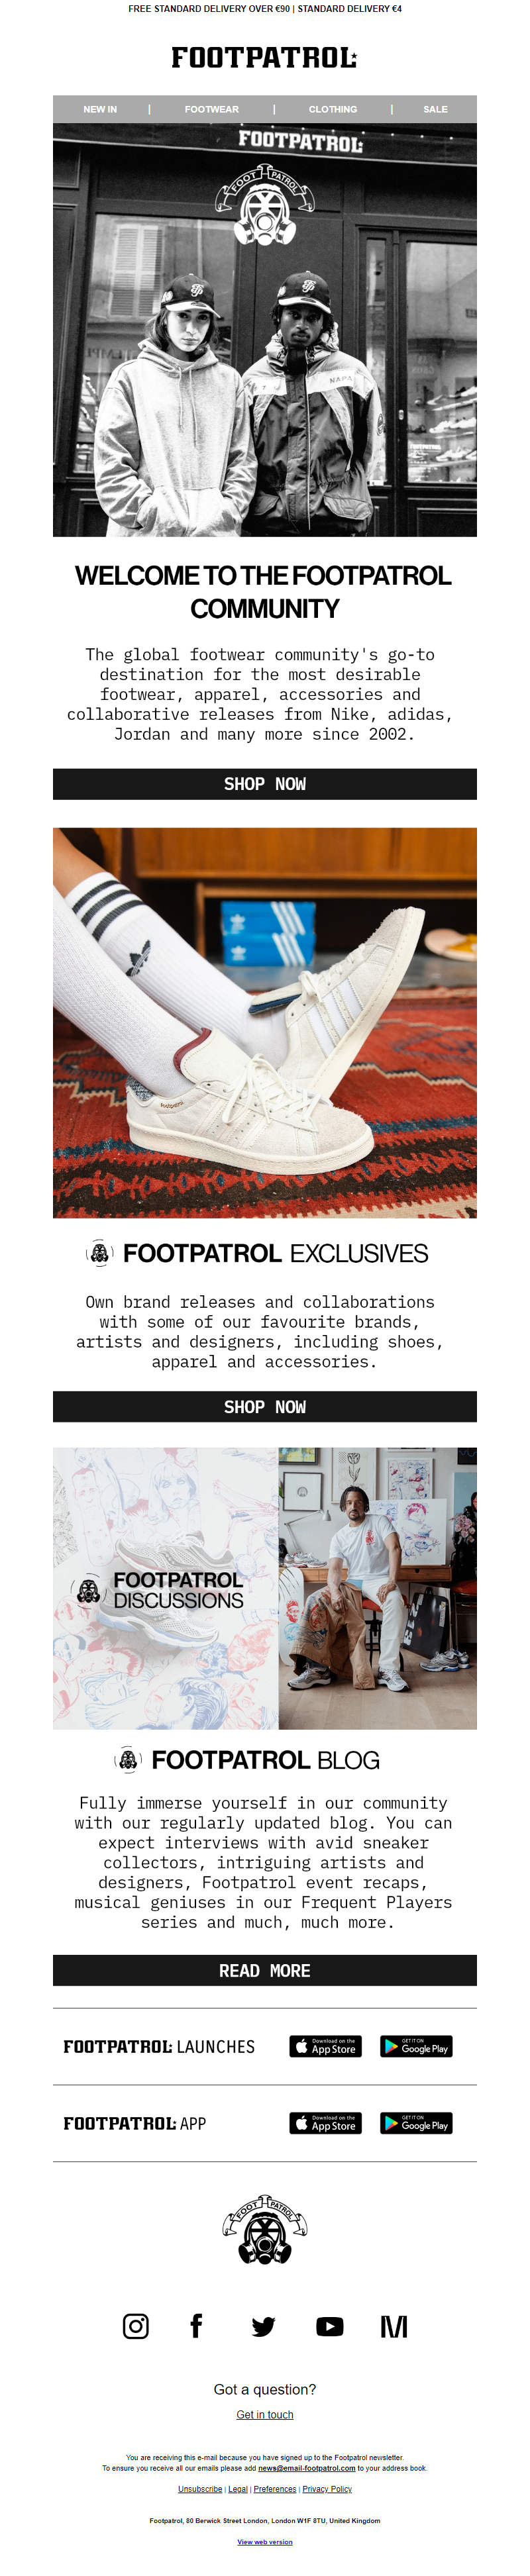 FREE STANDARD DELIVERY OVER €90 | STANDARD DELIVERY €4
FOOTPATROL
NEW IN | FOOTWEAR | CLOTHING | SALE
FOOTPATROL
FOOT PATROL
NAPA
WELCOME TO THE FOOTPATROL
COMMUNITY
The global footwear community's go-to
destination for the most desirable
footwear, apparel, accessories and
collaborative releases from Nike, adidas,
Jordan and many more since 2002.
SHOP NOW
footpatrol
FOOTPATROL EXCLUSIVES
Own brand releases and collaborations
with some of our favourite brands,
artists and designers, including shoes,
apparel and accessories.
SHOP NOW
FOOTPATROL
DISCUSSIONS
FOOTPATROL BLOG
Fully immerse yourself in our community
with our regularly updated blog. You can
expect interviews with avid sneaker
collectors, intriguing artists and
designers, Footpatrol event recaps,
musical geniuses in our Frequent Players
series and much, much more.
READ MORE
FOOTPATROL LAUNCHES
Download on the
App Store
GET IT ON
Google Play
FOOTPATROL APP
Download on the
App Store
GET IT ON
Google Play
FOOT PATROL
Got a question?
Get in touch
You are receiving this e-mail because you have signed up to the Footpatrol newsletter.
To ensure you receive all our emails please add news@email-footpatrol.com to your address book.
Unsubscribe | Legal | Preferences | Privacy Policy
Footpatrol, 80 Berwick Street London, London W1F 8TU, United Kingdom
View web version